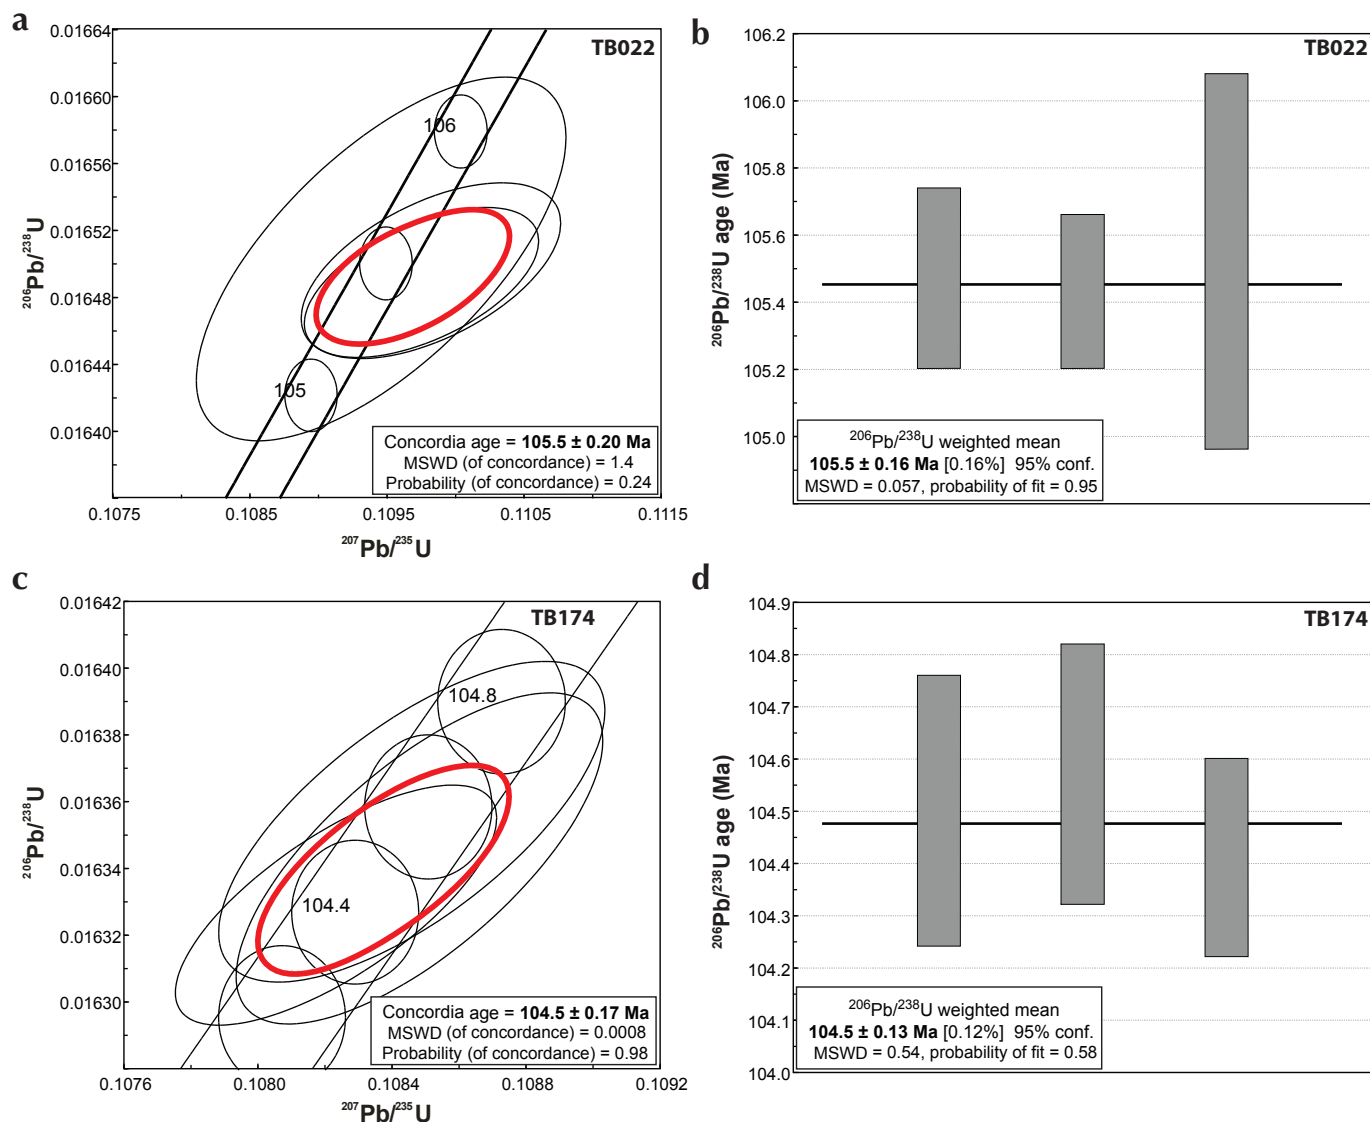 a
TB022
0.01664
0.01660
0.01656
0.01652
0.01648
0.01644
0.01640
²⁰⁶Pb/²³⁸U
106
105
Concordia age = 105.5 ± 0.20 Ma
MSWD (of concordance) = 1.4
Probability (of concordance) = 0.24
0.1075 0.1085 0.1095 0.1105 0.1115
²⁰⁷Pb/²³⁵U
b
TB022
106.2
106.0
105.8
105.6
105.4
105.2
105.0
²⁰⁶Pb/²³⁸U age (Ma)
²⁰⁶Pb/²³⁸U weighted mean
105.5 ± 0.16 Ma [0.16%] 95% conf.
MSWD = 0.057, probability of fit = 0.95
c
TB174
0.01642
0.01640
0.01638
0.01636
0.01634
0.01632
0.01630
²⁰⁶Pb/²³⁸U
104.8
104.4
Concordia age = 104.5 ± 0.17 Ma
MSWD (of concordance) = 0.0008
Probability (of concordance) = 0.98
0.1076 0.1080 0.1084 0.1088 0.1092
²⁰⁷Pb/²³⁵U
d
TB174
104.9
104.8
104.7
104.6
104.5
104.4
104.3
104.2
104.1
104.0
²⁰⁶Pb/²³⁸U age (Ma)
²⁰⁶Pb/²³⁸U weighted mean
104.5 ± 0.13 Ma [0.12%] 95% conf.
MSWD = 0.54, probability of fit = 0.58